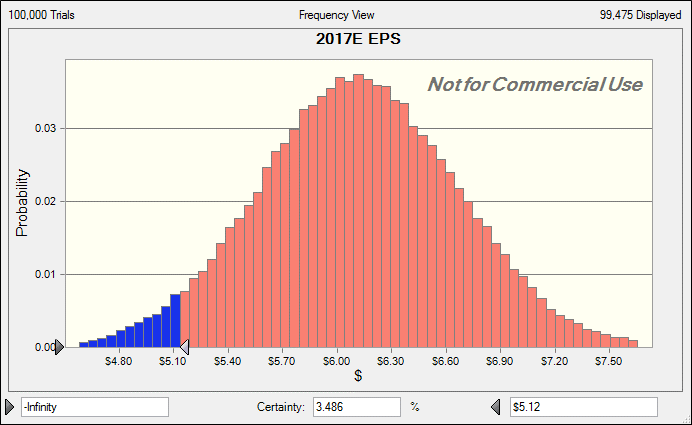 100,000 Trials Frequency View 99,475 Displayed
2017E EPS
Not for Commercial Use
Probability
0.03
0.02
0.01
0.00
$4.80 $5.10 $5.40 $5.70 $6.00 $6.30 $6.60 $6.90 $7.20 $7.50
$
-Infinity Certainty: 3.486 % $5.12